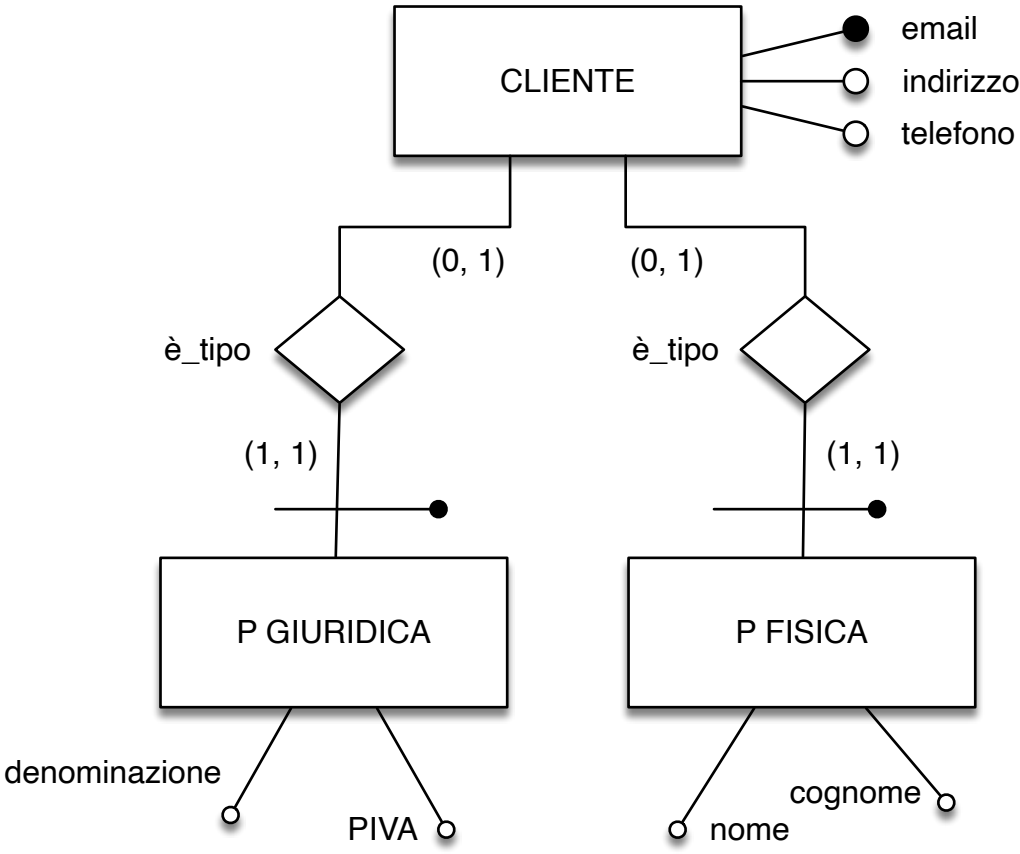 CLIENTE
email
indirizzo
telefono
(0, 1)
(0, 1)
è_tipo
è_tipo
(1, 1)
(1, 1)
P GIURIDICA
P FISICA
denominazione
PIVA
cognome
nome